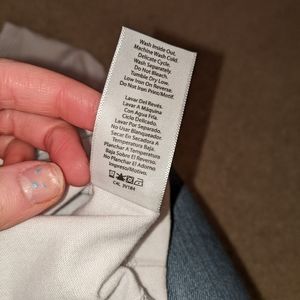 Wash Inside Out.
Machine Wash Cold.
Delicate Cycle.
Wash Separately.
Do Not Bleach.
Tumble Dry Low.
Iron On Reverse.
Do Not Iron Print/Motif.
Lavar Del Revés.
Lavar A Máquina
Con Agua Fría.
Ciclo Delicado.
Lavar Por Separado.
No Usar Blanqueador.
Secar En Secadora A
Temperatura Baja.
Planchar A Temperatura
Baja Sobre El Reverso.
No Planchar El Adorno
Impreso/Motivo.